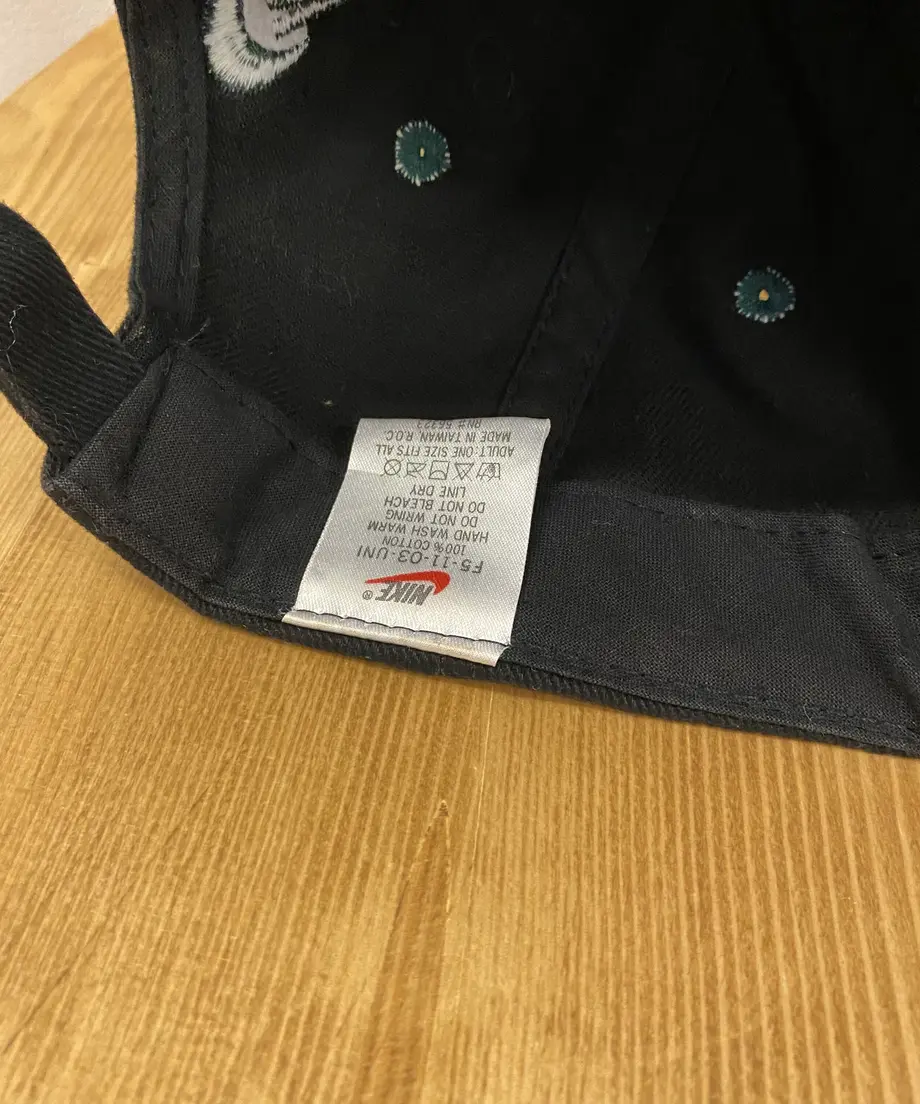 NIKE®
F5-11-03-UNI
100% COTTON
HAND WASH WARM
DO NOT WRING
DO NOT BLEACH
LINE DRY
ADULT: ONE SIZE FITS ALL
MADE IN TAIWAN, R.O.C.
RN# 56323